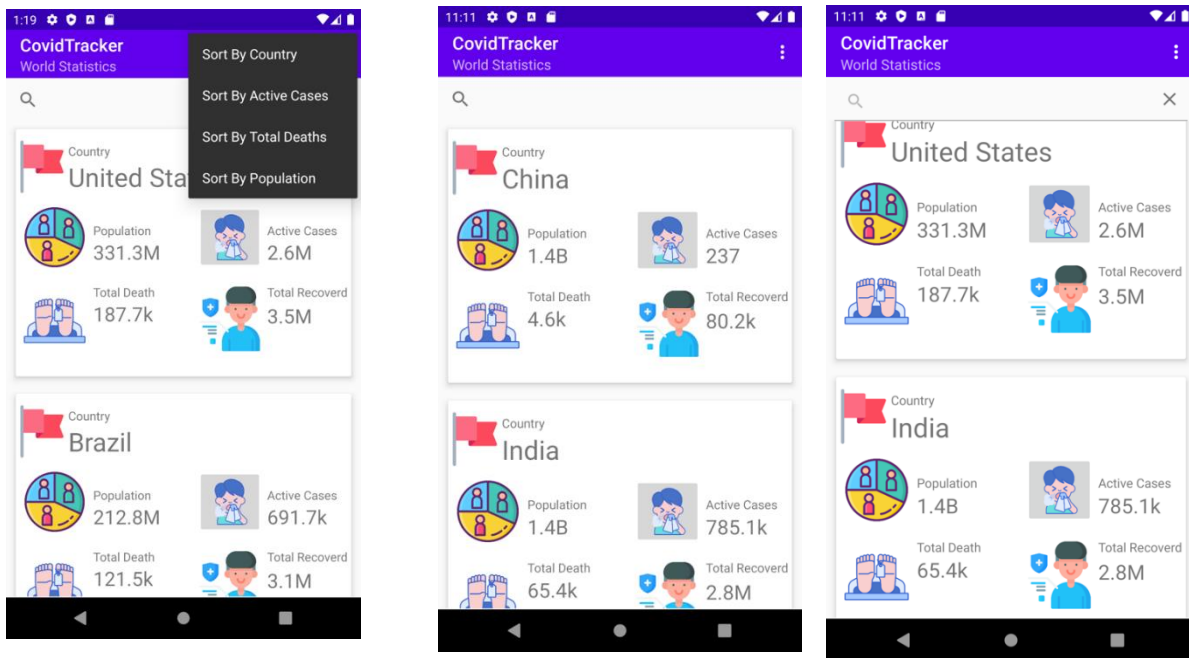 1:19
CovidTracker
World Statistics
Sort By Country
Sort By Active Cases
Sort By Total Deaths
Sort By Population
Country
United Sta
Population
331.3M
Active Cases
2.6M
Total Death
187.7k
Total Recoverd
3.5M
Country
Brazil
Population
212.8M
Active Cases
691.7k
Total Death
121.5k
Total Recoverd
3.1M
11:11
CovidTracker
World Statistics
Country
China
Population
1.4B
Active Cases
237
Total Death
4.6k
Total Recoverd
80.2k
Country
India
Population
1.4B
Active Cases
785.1k
Total Death
65.4k
Total Recoverd
2.8M
11:11
CovidTracker
World Statistics
Country
United States
Population
331.3M
Active Cases
2.6M
Total Death
187.7k
Total Recoverd
3.5M
Country
India
Population
1.4B
Active Cases
785.1k
Total Death
65.4k
Total Recoverd
2.8M